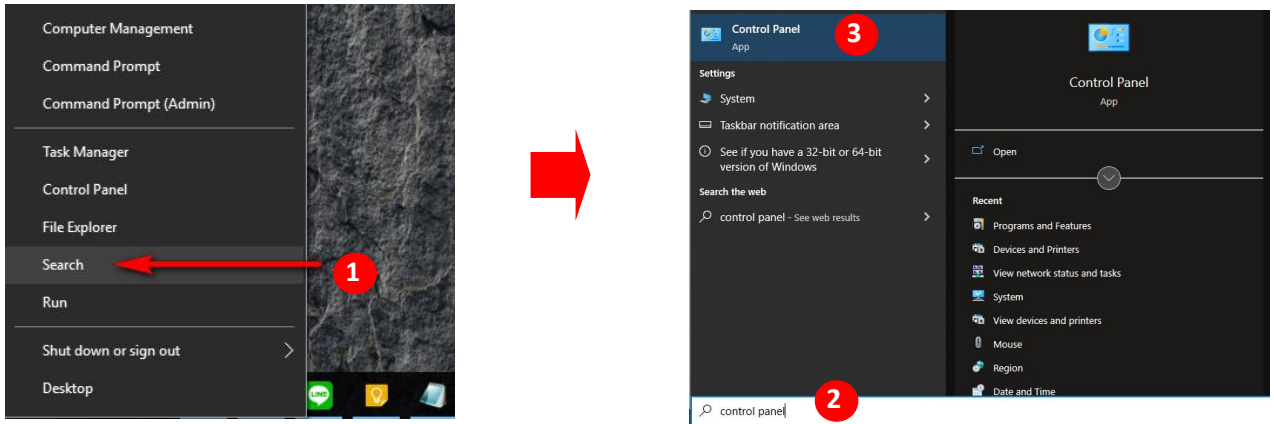 Computer Management
Command Prompt
Command Prompt (Admin)
Task Manager
Control Panel
File Explorer
Search
1
Run
Shut down or sign out
Desktop
LINE
Control Panel
3
App
Settings
System
Taskbar notification area
See if you have a 32-bit or 64-bit
version of Windows
Search the web
control panel - See web results
Control Panel
App
Open
Recent
Programs and Features
Devices and Printers
View network status and tasks
System
View devices and printers
Mouse
Region
Date and Time
control panel
2